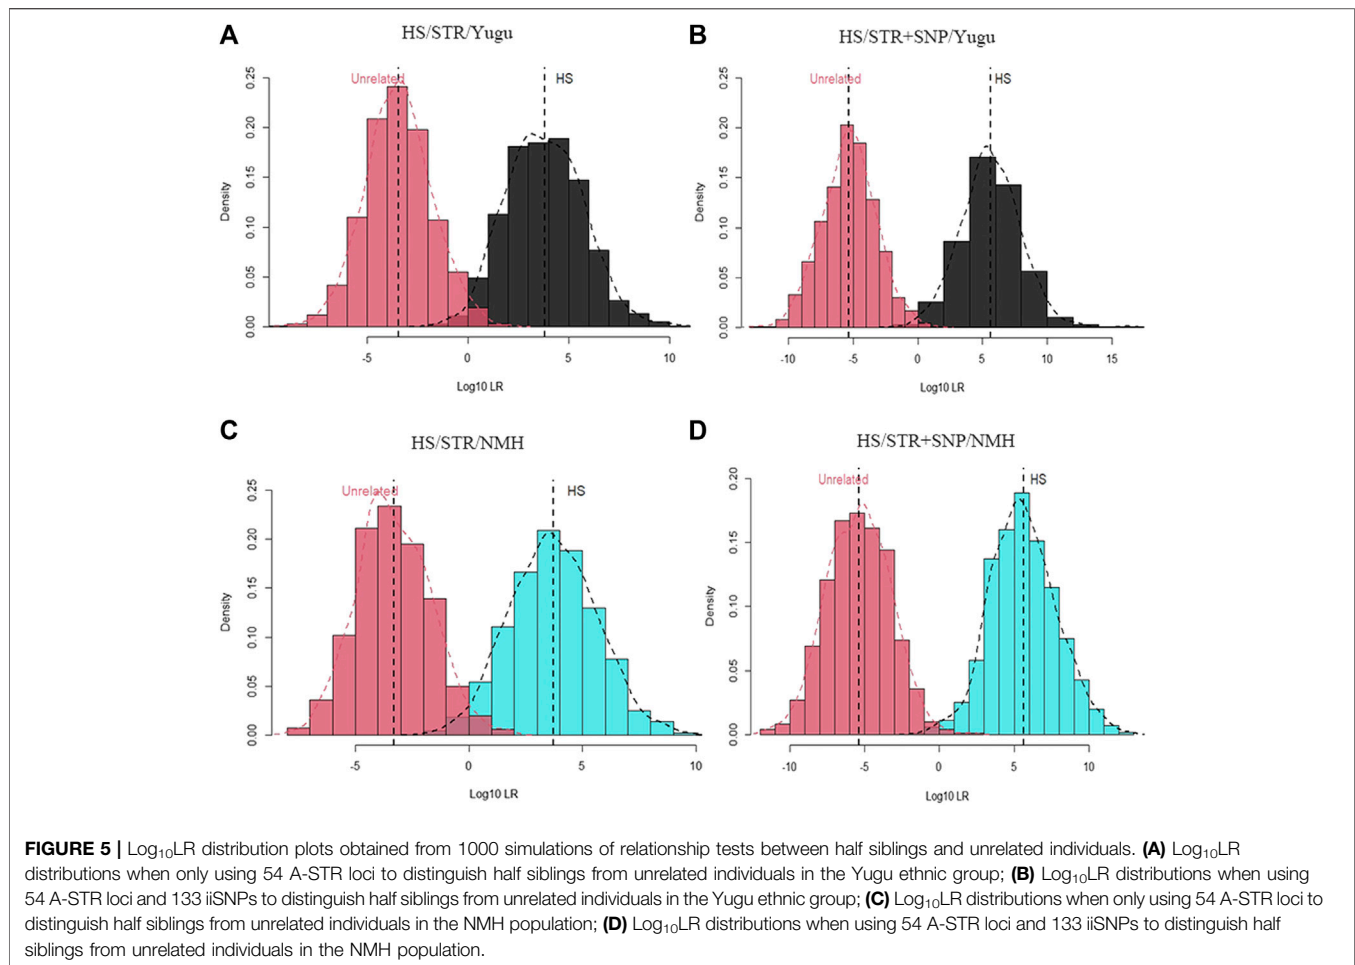 A
HS/STR/Yugu
Unrelated
HS
Density
0.00
0.05
0.10
0.15
0.20
0.25
-5
0
5
10
Log10 LR
B
HS/STR+SNP/Yugu
Unrelated
HS
Density
0.00
0.05
0.10
0.15
0.20
0.25
-10
-5
0
5
10
15
Log10 LR
C
HS/STR/NMH
Unrelated
HS
Density
0.00
0.05
0.10
0.15
0.20
0.25
-5
0
5
10
Log10 LR
D
HS/STR+SNP/NMH
Unrelated
HS
Density
0.00
0.05
0.10
0.15
0.20
-10
-5
0
5
10
Log10 LR
FIGURE 5 | Log₁₀LR distribution plots obtained from 1000 simulations of relationship tests between half siblings and unrelated individuals. (A) Log₁₀LR
distributions when only using 54 A-STR loci to distinguish half siblings from unrelated individuals in the Yugu ethnic group; (B) Log₁₀LR distributions when using
54 A-STR loci and 133 iiSNPs to distinguish half siblings from unrelated individuals in the Yugu ethnic group; (C) Log₁₀LR distributions when only using 54 A-STR loci to
distinguish half siblings from unrelated individuals in the NMH population; (D) Log₁₀LR distributions when using 54 A-STR loci and 133 iiSNPs to distinguish half
siblings from unrelated individuals in the NMH population.